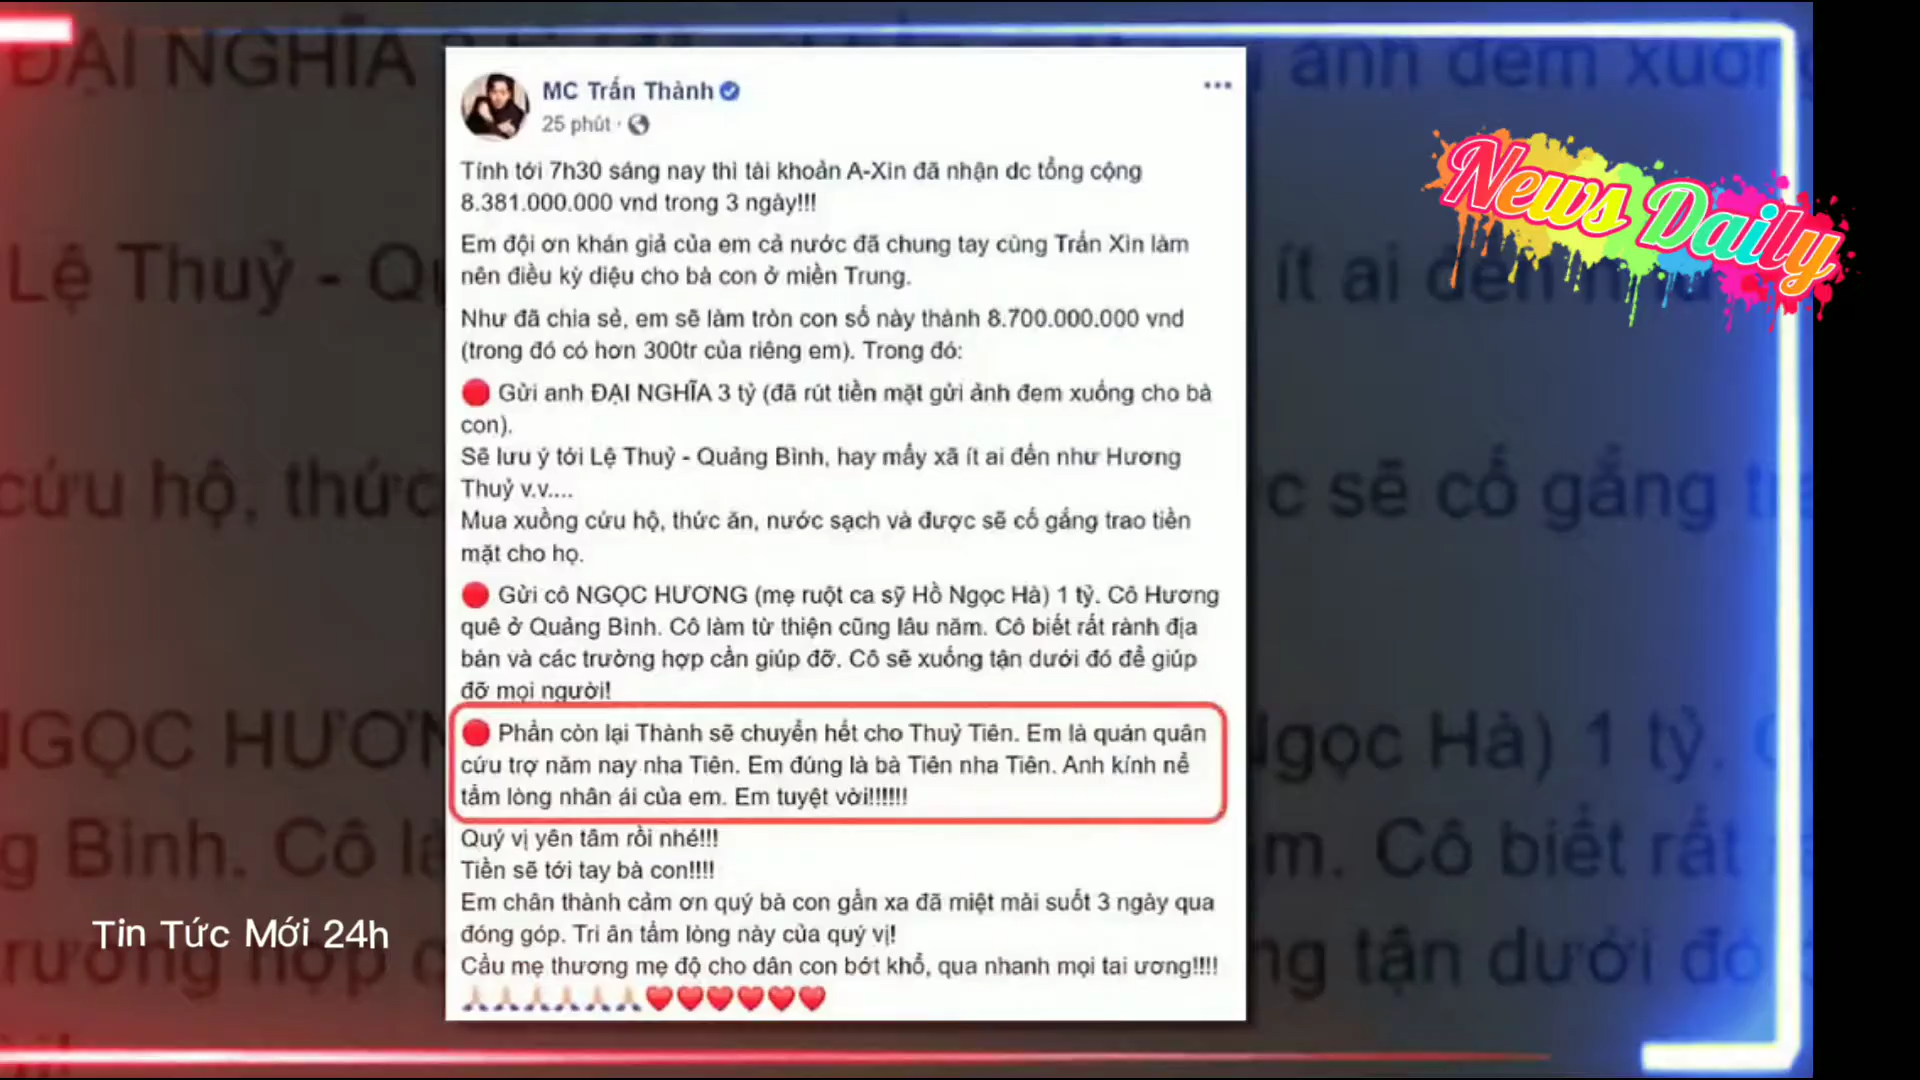 MC Trấn Thành
25 phút ·
Tính tới 7h30 sáng nay thì tài khoản A-Xìn đã nhận dc tổng cộng
8.381.000.000 vnd trong 3 ngày!!!
Em đội ơn khán giả của em cả nước đã chung tay cùng Trấn Xìn làm
nên điều kỳ diệu cho bà con ở miền Trung.
Như đã chia sẻ, em sẽ làm tròn con số này thành 8.700.000.000 vnd
(trong đó có hơn 300tr của riêng em). Trong đó:
Gửi anh ĐẠI NGHĨA 3 tỷ (đã rút tiền mặt gửi ảnh đem xuống cho bà
con).
Sẽ lưu ý tới Lệ Thuỷ - Quảng Bình, hay mấy xã ít ai đến như Hương
Thuỷ v.v....
Mua xuồng cứu hộ, thức ăn, nước sạch và được sẽ cố gắng trao tiền
mặt cho họ.
Gửi cô NGỌC HƯƠNG (mẹ ruột ca sỹ Hồ Ngọc Hà) 1 tỷ. Cô Hương
quê ở Quảng Bình. Cô làm từ thiện cũng lâu năm. Cô biết rất rành địa
bàn và các trường hợp cần giúp đỡ. Cô sẽ xuống tận dưới đó để giúp
đỡ mọi người!
Phần còn lại Thành sẽ chuyển hết cho Thuỷ Tiên. Em là quán quân
cứu trợ năm nay nha Tiên. Em đúng là bà Tiên nha Tiên. Anh kính nể
tấm lòng nhân ái của em. Em tuyệt vời!!!!!!
Quý vị yên tâm rồi nhé!!!
Tiền sẽ tới tay bà con!!!!
Em chân thành cảm ơn quý bà con gần xa đã miệt mài suốt 3 ngày qua
đóng góp. Tri ân tấm lòng này của quý vị!
Cầu mẹ thương mẹ độ cho dân con bớt khổ, qua nhanh mọi tai ương!!!!
News Daily
Tin Tức Mới 24h